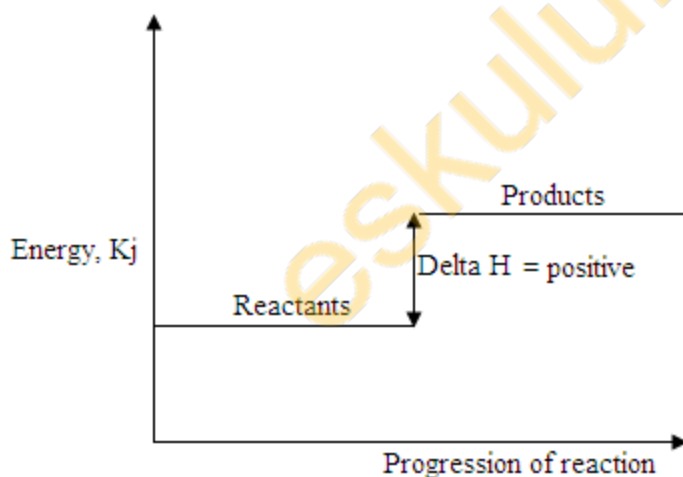 eskulu
Products
Energy, Kj
Delta H = positive
Reactants
Progression of reaction